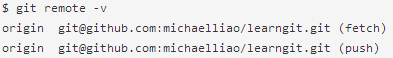 $ git remote -v
origin  git@github.com:michaelliao/learngit.git (fetch)
origin  git@github.com:michaelliao/learngit.git (push)